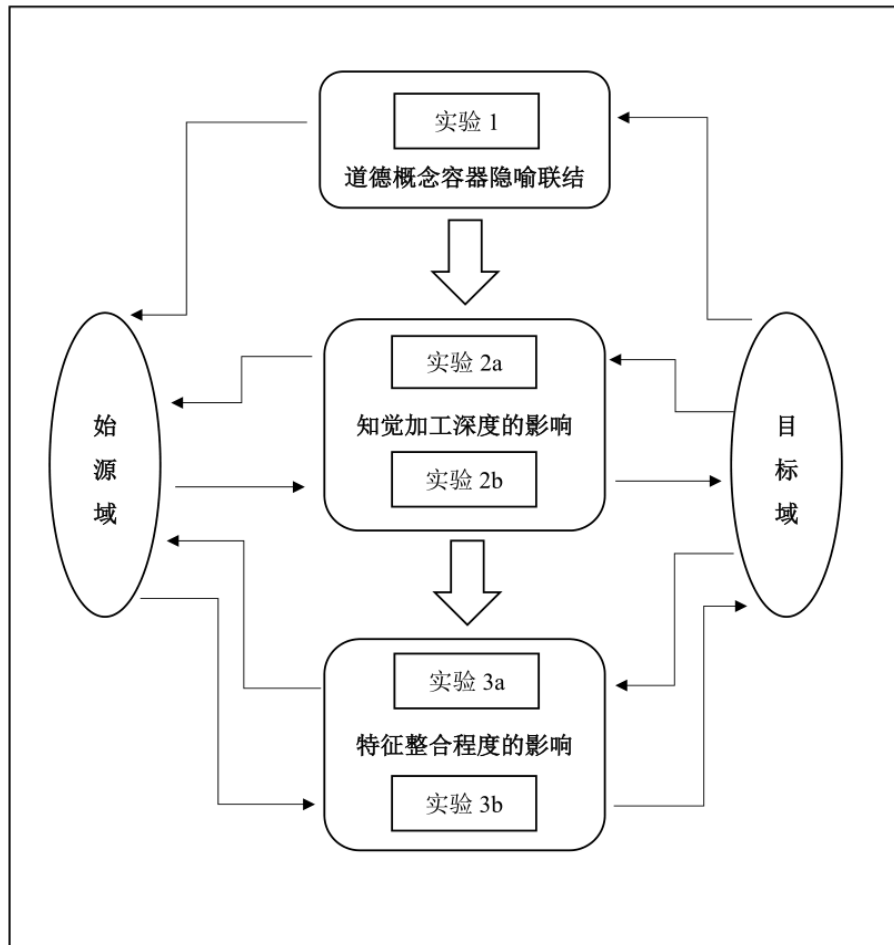 实验 1
道德概念容器隐喻联结
实验 2a
知觉加工深度的影响
实验 2b
始
源
域
目
标
域
实验 3a
特征整合程度的影响
实验 3b